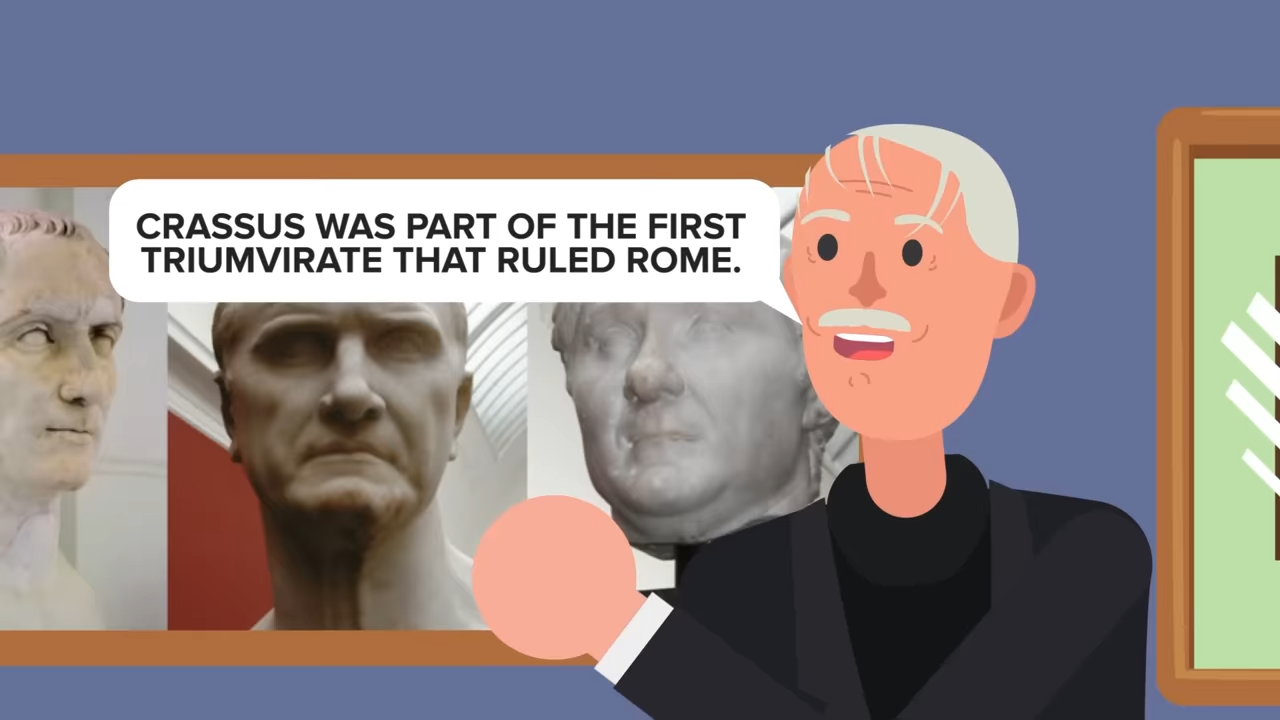 CRASSUS WAS PART OF THE FIRST
TRIUMVIRATE THAT RULED ROME.